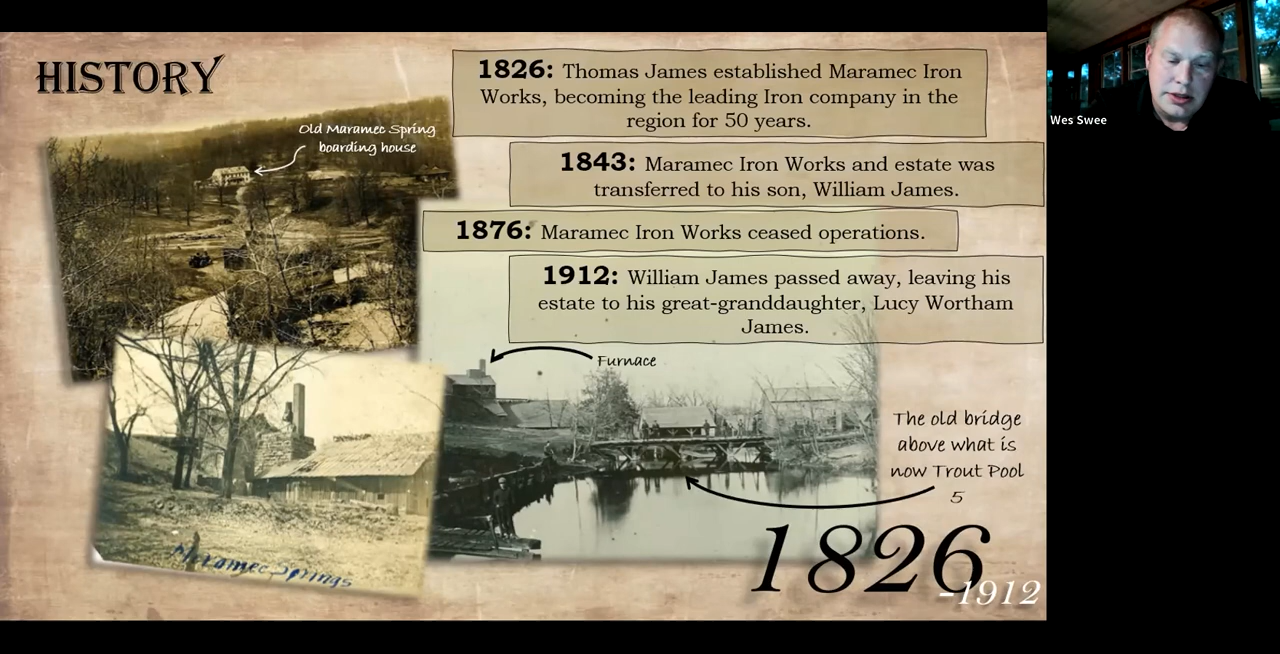 HISTORY
Old Maramec Spring
boarding house
1826: Thomas James established Maramec Iron
Works, becoming the leading Iron company in the
region for 50 years.
1843: Maramec Iron Works and estate was
transferred to his son, William James.
1876: Maramec Iron Works ceased operations.
1912: William James passed away, leaving his
estate to his great-granddaughter, Lucy Wortham
James.
Furnace
The old bridge
above what is
now Trout Pool
5
Maramec Springs
1826
-1912
Wes Swee